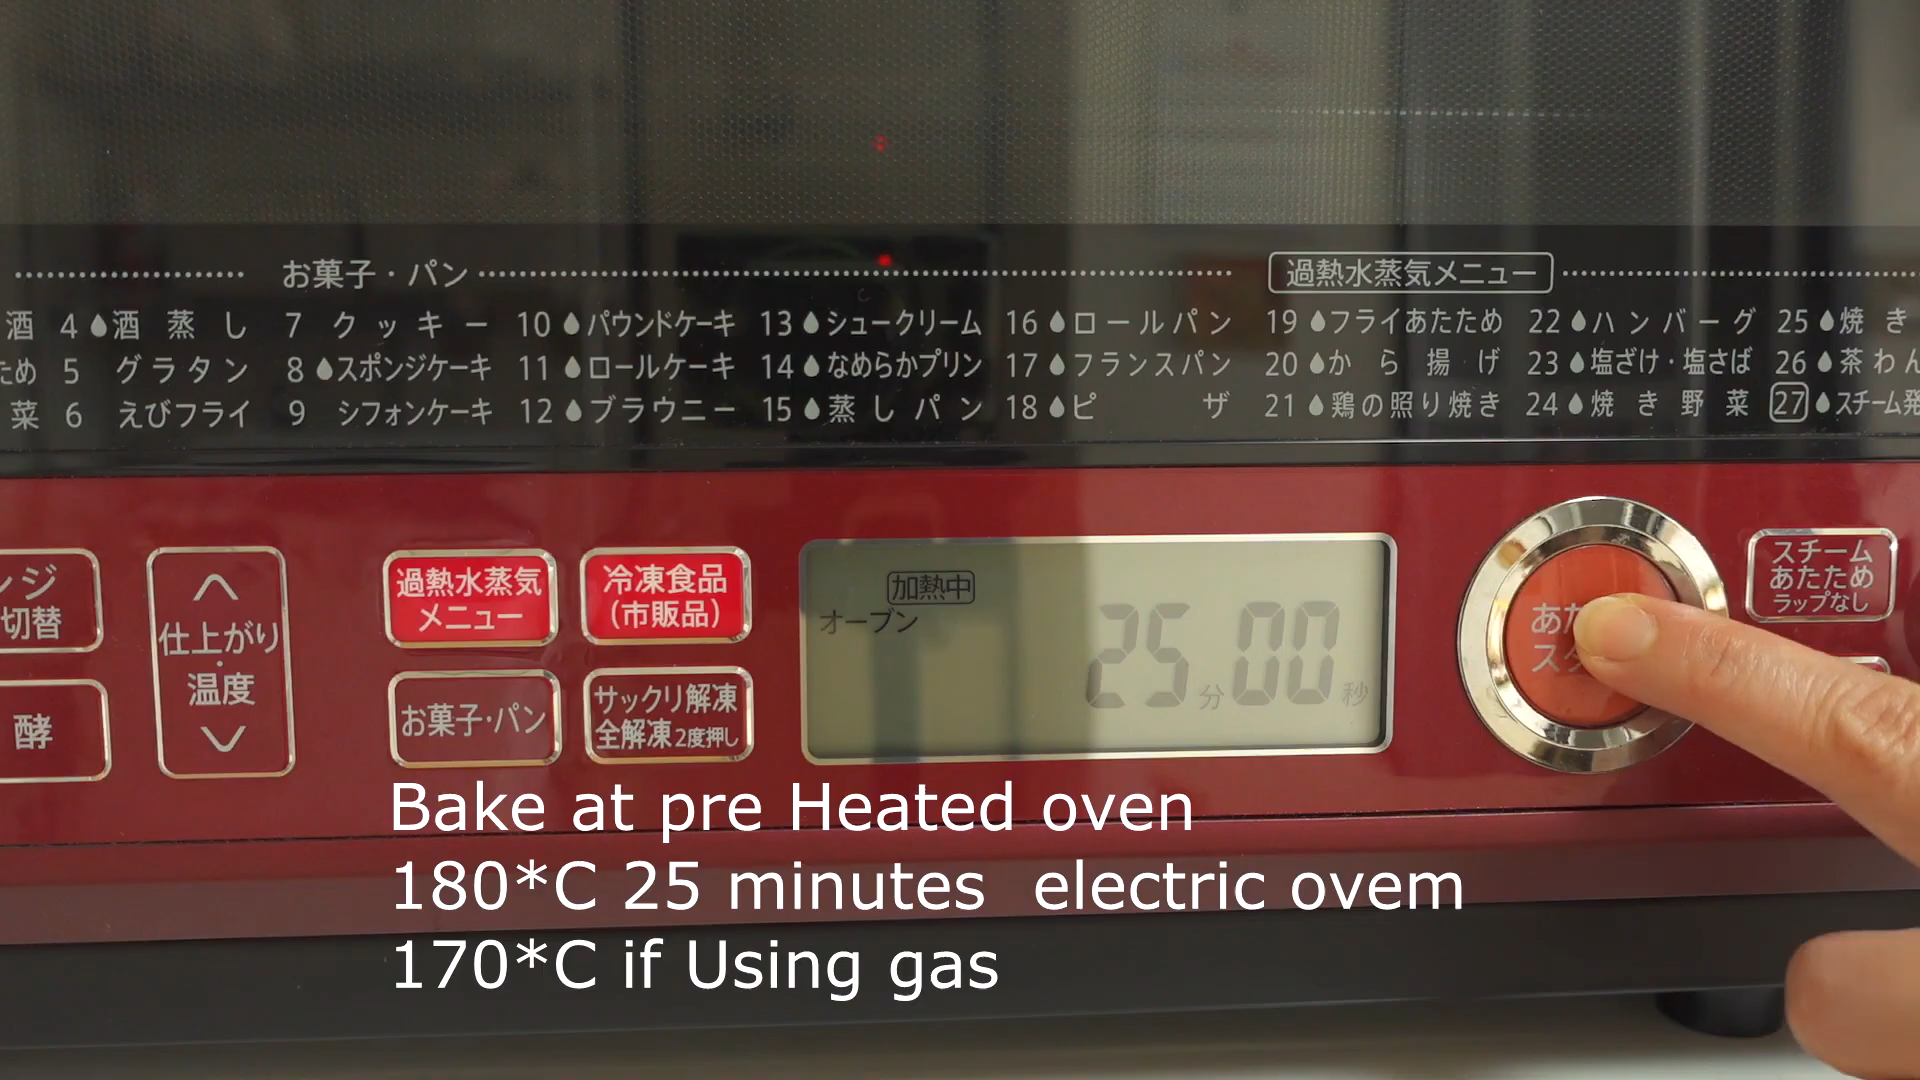 お菓子・パン 過熱水蒸気メニュー
酒 4 酒蒸し 7 クッキー 10 パウンドケーキ 13 シュークリーム 16 ロールパン 19 フライあたため 22 ハンバーグ 25 焼き
ため 5 グラタン 8 スポンジケーキ 11 ロールケーキ 14 なめらかプリン 17 フランスパン 20 から揚げ 23 塩ざけ・塩さば 26 茶わん
菜 6 えびフライ 9 シフォンケーキ 12 ブラウニー 15 蒸しパン 18 ピザ 21 鶏の照り焼き 24 焼き野菜 27 スチーム発
ンジ
切替
酵
仕上がり
・
温度
過熱水蒸気
メニュー
冷凍食品
(市販品)
お菓子・パン
サックリ解凍
全解凍2度押し
加熱中
オーブン
25分00秒
あた
ス
スチーム
あたため
ラップなし
Bake at pre Heated oven
180*C 25 minutes  electric ovem
170*C if Using gas